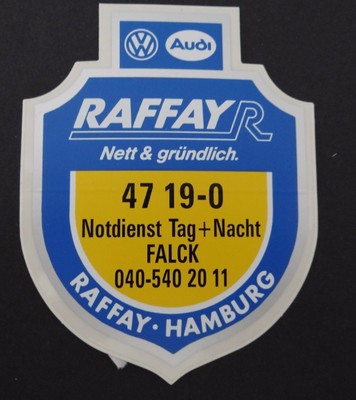 VW Audi
RAFFAY R
Nett & gründlich.
47 19-0
Notdienst Tag+Nacht
FALCK
040-540 20 11
RAFFAY · HAMBURG